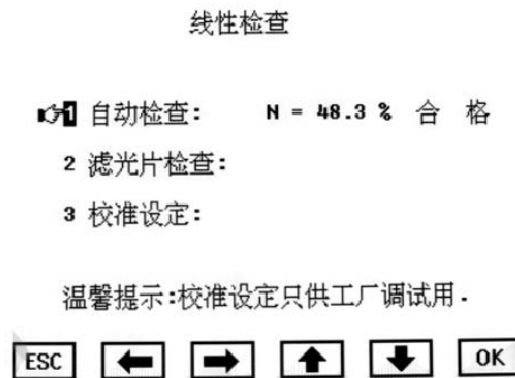 线性检查
1 自动检查: N = 48.3 % 合 格
2 滤光片检查:
3 校准设定:
温馨提示:校准设定只供工厂调试用.
ESC OK